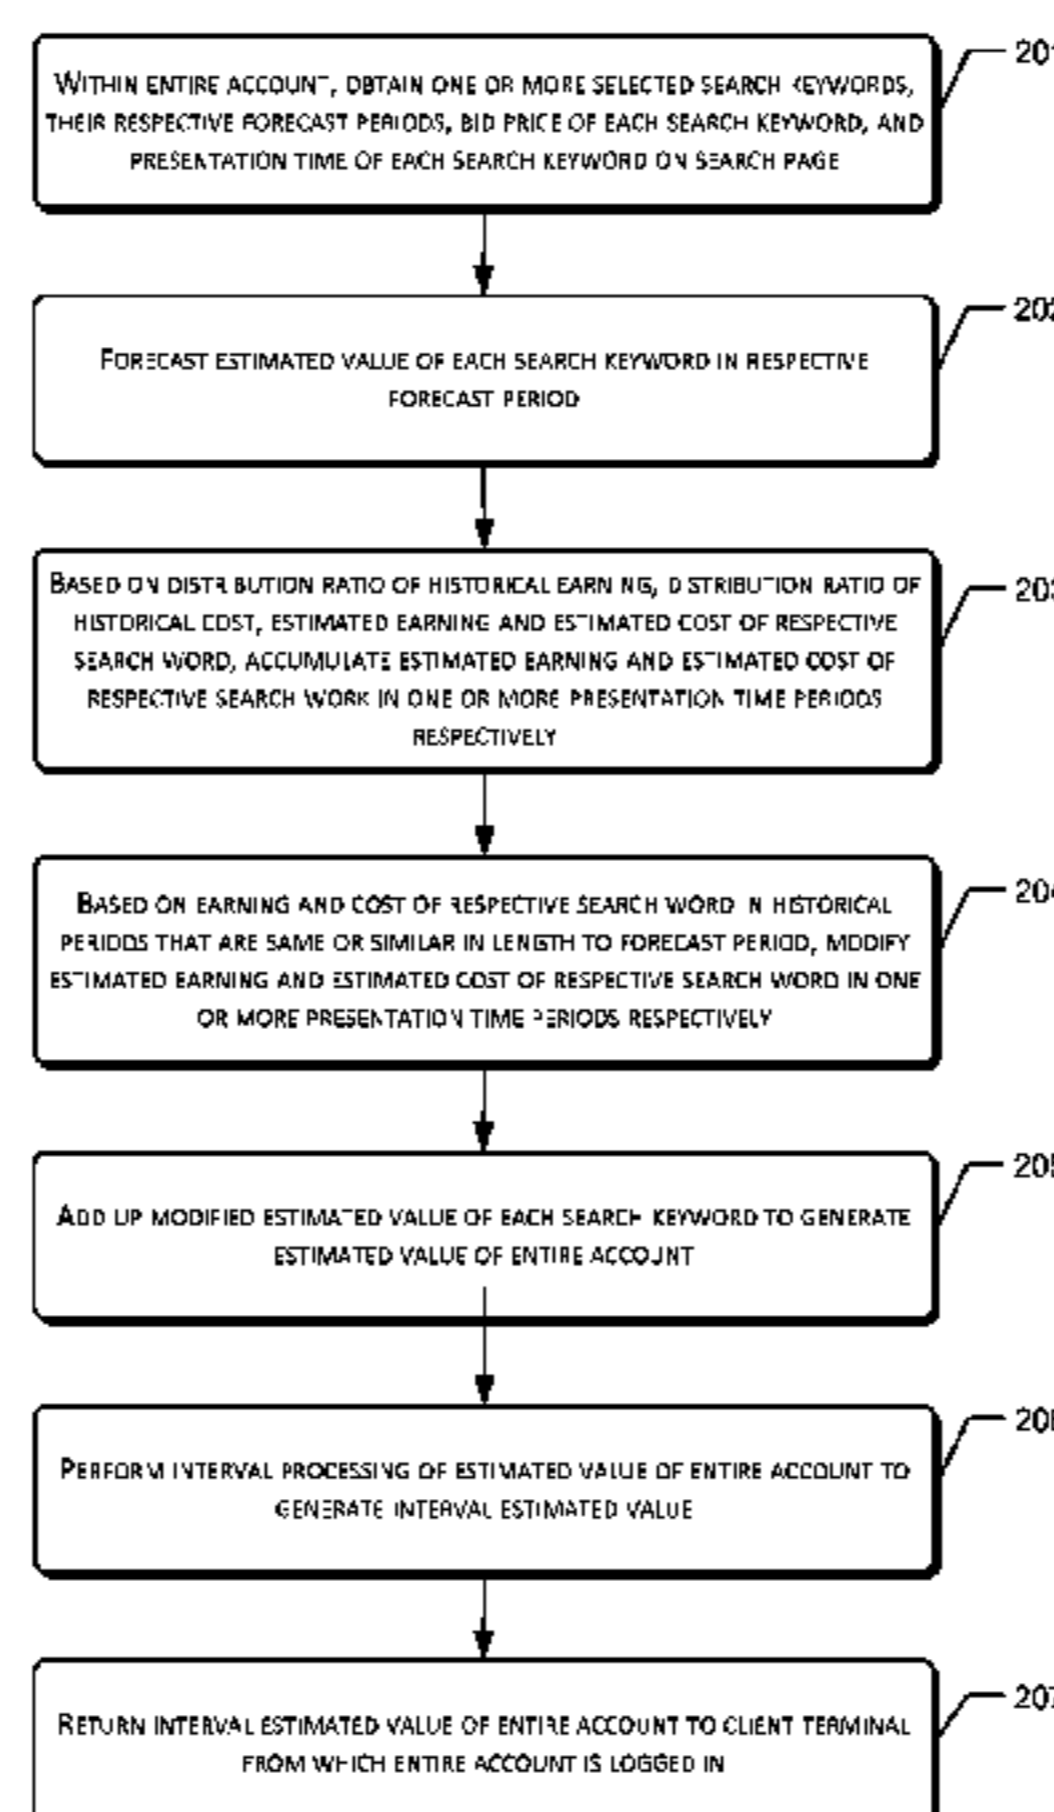 WITHIN ENTIRE ACCOUNT, OBTAIN ONE OR MORE SELECTED SEARCH KEYWORDS,
THEIR RESPECTIVE FORECAST PERIODS, BID PRICE OF EACH SEARCH KEYWORD, AND
PRESENTATION TIME OF EACH SEARCH KEYWORD ON SEARCH PAGE
201
FORECAST ESTIMATED VALUE OF EACH SEARCH KEYWORD IN RESPECTIVE
FORECAST PERIOD
202
BASED ON DISTRIBUTION RATIO OF HISTORICAL EARNING, DISTRIBUTION RATIO OF
HISTORICAL COST, ESTIMATED EARNING AND ESTIMATED COST OF RESPECTIVE
SEARCH WORD, ACCUMULATE ESTIMATED EARNING AND ESTIMATED COST OF
RESPECTIVE SEARCH WORK IN ONE OR MORE PRESENTATION TIME PERIODS
RESPECTIVELY
203
BASED ON EARNING AND COST OF RESPECTIVE SEARCH WORD IN HISTORICAL
PERIODS THAT ARE SAME OR SIMILAR IN LENGTH TO FORECAST PERIOD, MODIFY
ESTIMATED EARNING AND ESTIMATED COST OF RESPECTIVE SEARCH WORD IN ONE
OR MORE PRESENTATION TIME PERIODS RESPECTIVELY
204
ADD UP MODIFIED ESTIMATED VALUE OF EACH SEARCH KEYWORD TO GENERATE
ESTIMATED VALUE OF ENTIRE ACCOUNT
205
PERFORM INTERVAL PROCESSING OF ESTIMATED VALUE OF ENTIRE ACCOUNT TO
GENERATE INTERVAL ESTIMATED VALUE
206
RETURN INTERVAL ESTIMATED VALUE OF ENTIRE ACCOUNT TO CLIENT TERMINAL
FROM WHICH ENTIRE ACCOUNT IS LOGGED IN
207